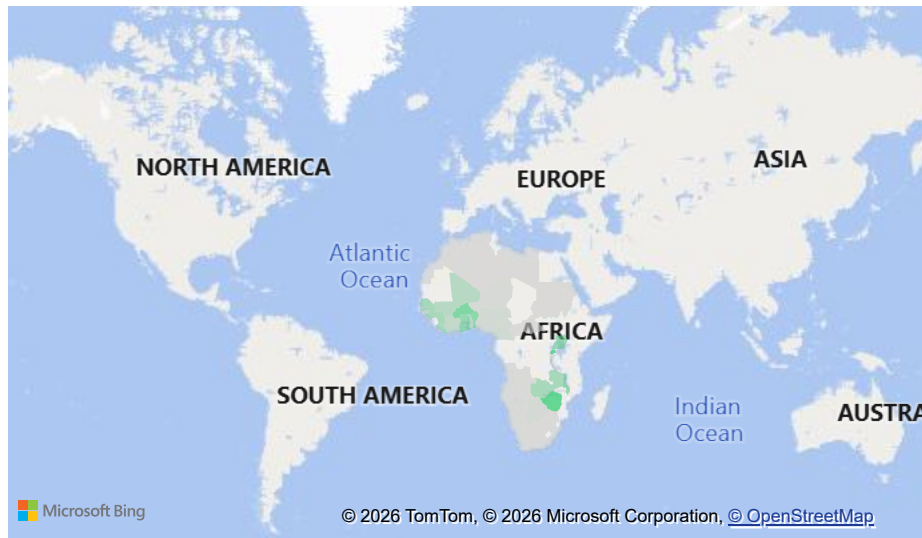 NORTH AMERICA
ASIA
EUROPE
Atlantic
Ocean
AFRICA
SOUTH AMERICA
Indian
Ocean
AUSTRA
Microsoft Bing
© 2026 TomTom, © 2026 Microsoft Corporation, © OpenStreetMap